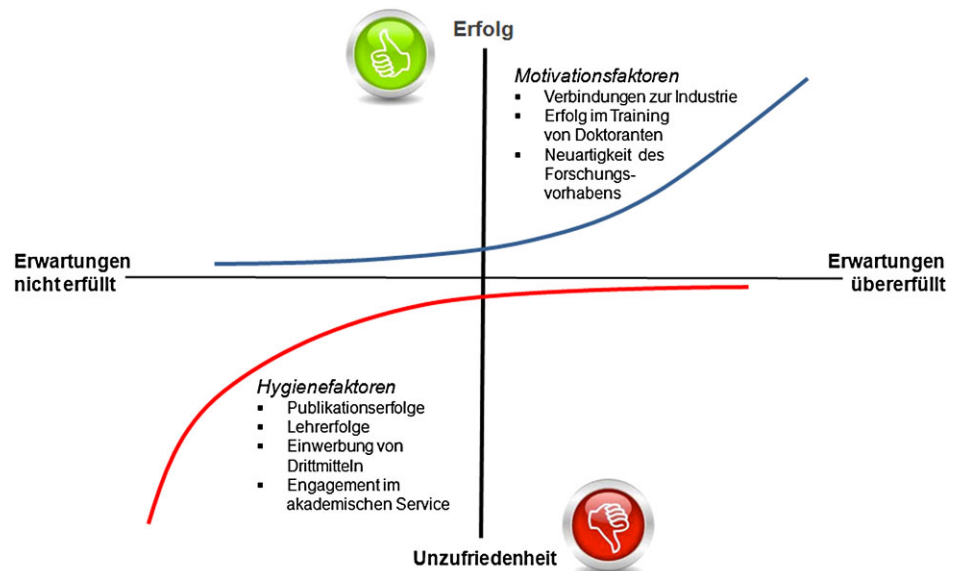 Erfolg
Motivationsfaktoren
▪ Verbindungen zur Industrie
▪ Erfolg im Training
von Doktoranten
▪ Neuartigkeit des
Forschungs-
vorhabens
Erwartungen
nicht erfüllt
Erwartungen
übererfüllt
Hygienefaktoren
▪ Publikationserfolge
▪ Lehrerfolge
▪ Einwerbung von
Drittmitteln
▪ Engagement im
akademischen Service
Unzufriedenheit